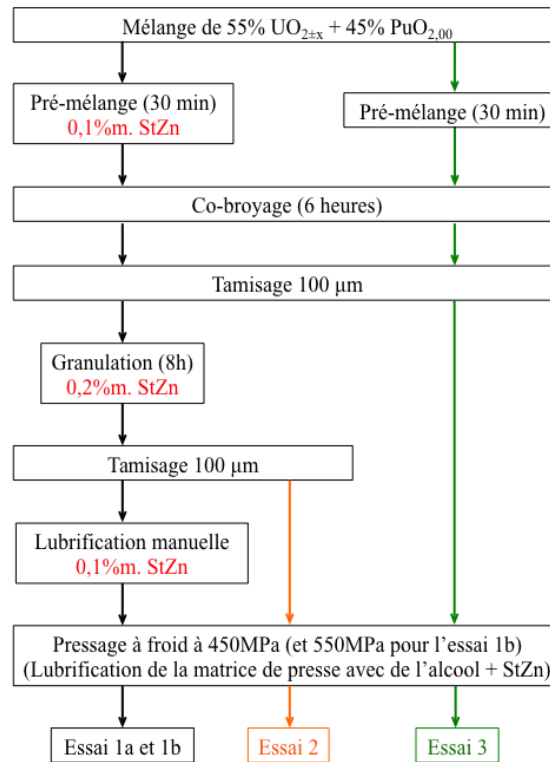 Mélange de 55% UO2±x + 45% PuO2,00
Pré-mélange (30 min)
0,1%m. StZn
Pré-mélange (30 min)
Co-broyage (6 heures)
Tamisage 100 µm
Granulation (8h)
0,2%m. StZn
Tamisage 100 µm
Lubrification manuelle
0,1%m. StZn
Pressage à froid à 450MPa (et 550MPa pour l’essai 1b)
(Lubrification de la matrice de presse avec de l’alcool + StZn)
Essai 1a et 1b
Essai 2
Essai 3